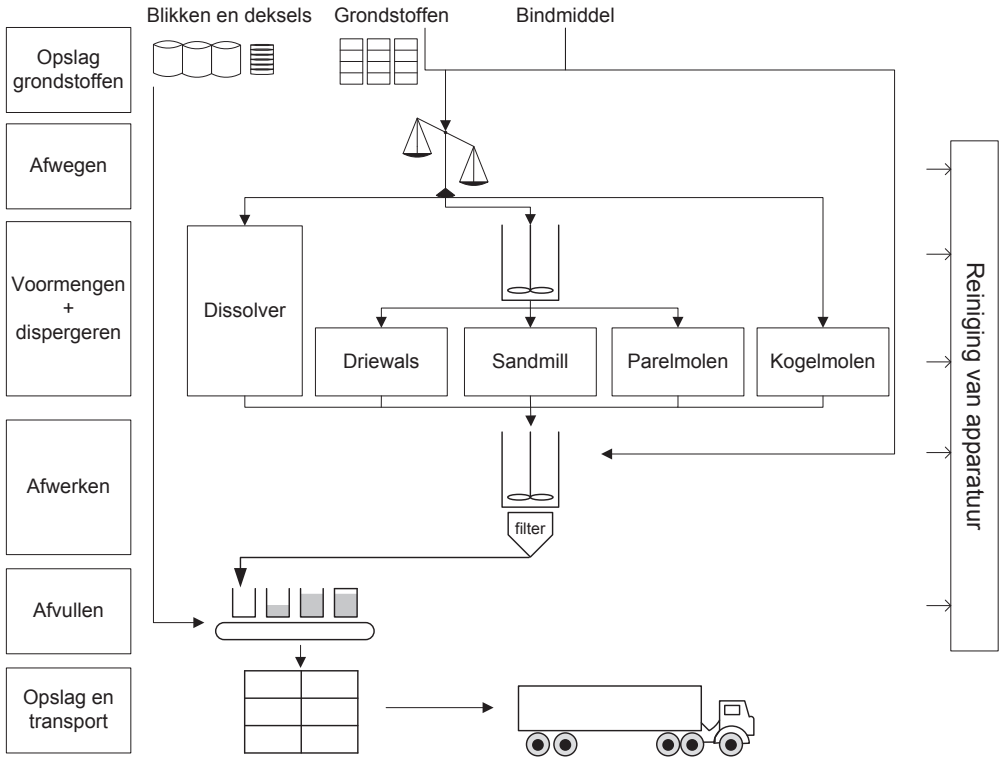 Blikken en deksels
Grondstoffen
Bindmiddel
Opslag
grondstoffen
Afwegen
Voormengen
+
dispergeren
Dissolver
Driewals
Sandmill
Parelmolen
Kogelmolen
Reiniging van apparatuur
Afwerken
filter
Afvullen
Opslag en
transport